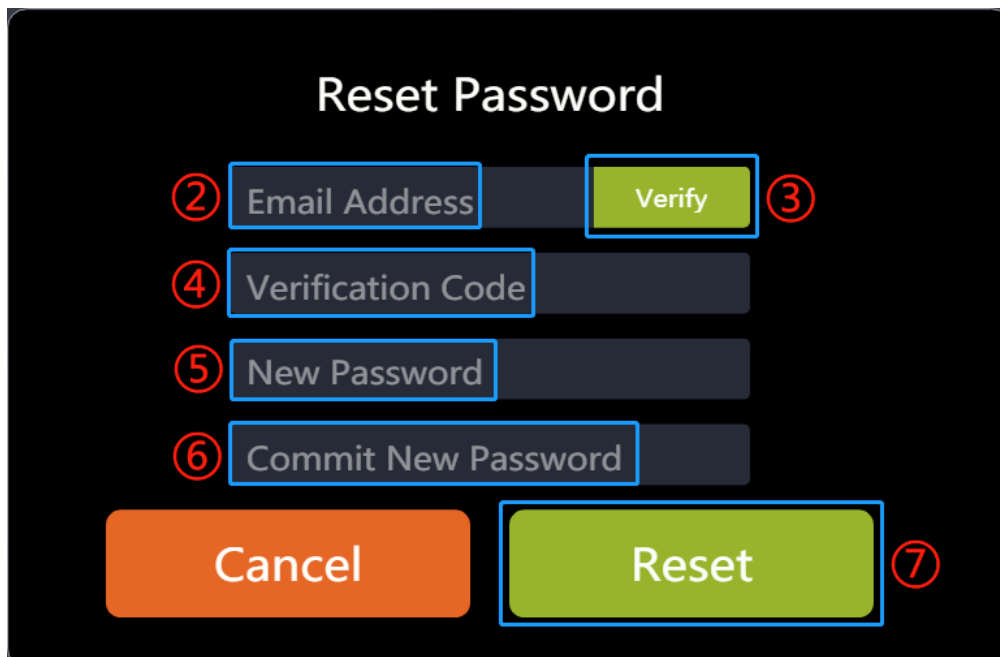 Reset Password
② Email Address Verify ③
④ Verification Code
⑤ New Password
⑥ Commit New Password
Cancel Reset ⑦